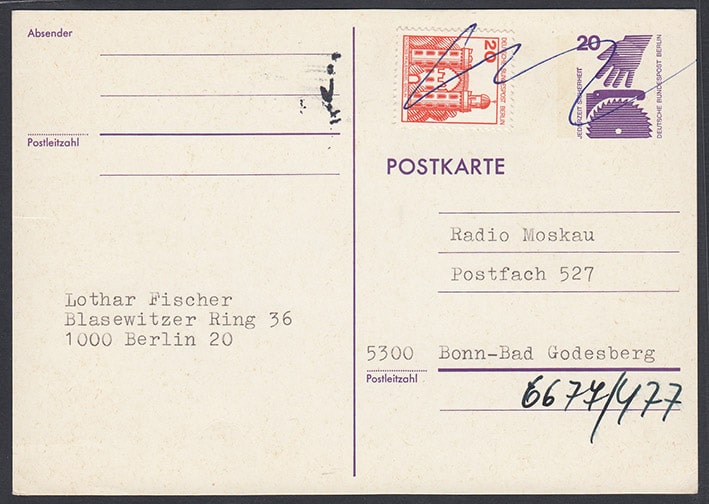 Absender
Postleitzahl
Lothar Fischer
Blasewitzer Ring 36
1000 Berlin 20
20
DEUTSCHE BUNDESPOST BERLIN
20
JEDERZEIT SICHERHEIT
DEUTSCHE BUNDESPOST BERLIN
POSTKARTE
Radio Moskau
Postfach 527
5300 Bonn-Bad Godesberg
Postleitzahl
6677/477